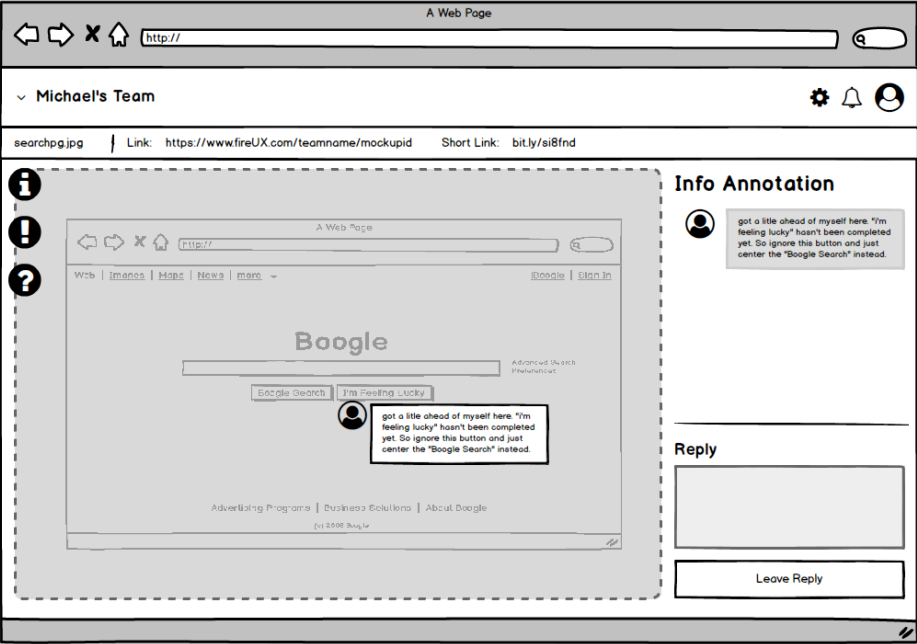 A Web Page
http://
Michael's Team
searchpg.jpg
Link: https://www.fireUX.com/teamname/mockupid
Short Link: bit.ly/si8fnd
A Web Page
http://
Web | Images | Maps | News | more
iBoogle | Sign In
Boogle
Advanced Search
Preferences
Boogle Search
I'm Feeling Lucky
got a litle ahead of myself here. "i'm
feeling lucky" hasn't been completed
yet. So ignore this button and just
center the "Boogle Search" instead.
Advertising Programs | Business Solutions | About Boogle
(c) 2008 Boogle
Info Annotation
got a litle ahead of myself here. "i'm
feeling lucky" hasn't been completed
yet. So ignore this button and just
center the "Boogle Search" instead.
Reply
Leave Reply